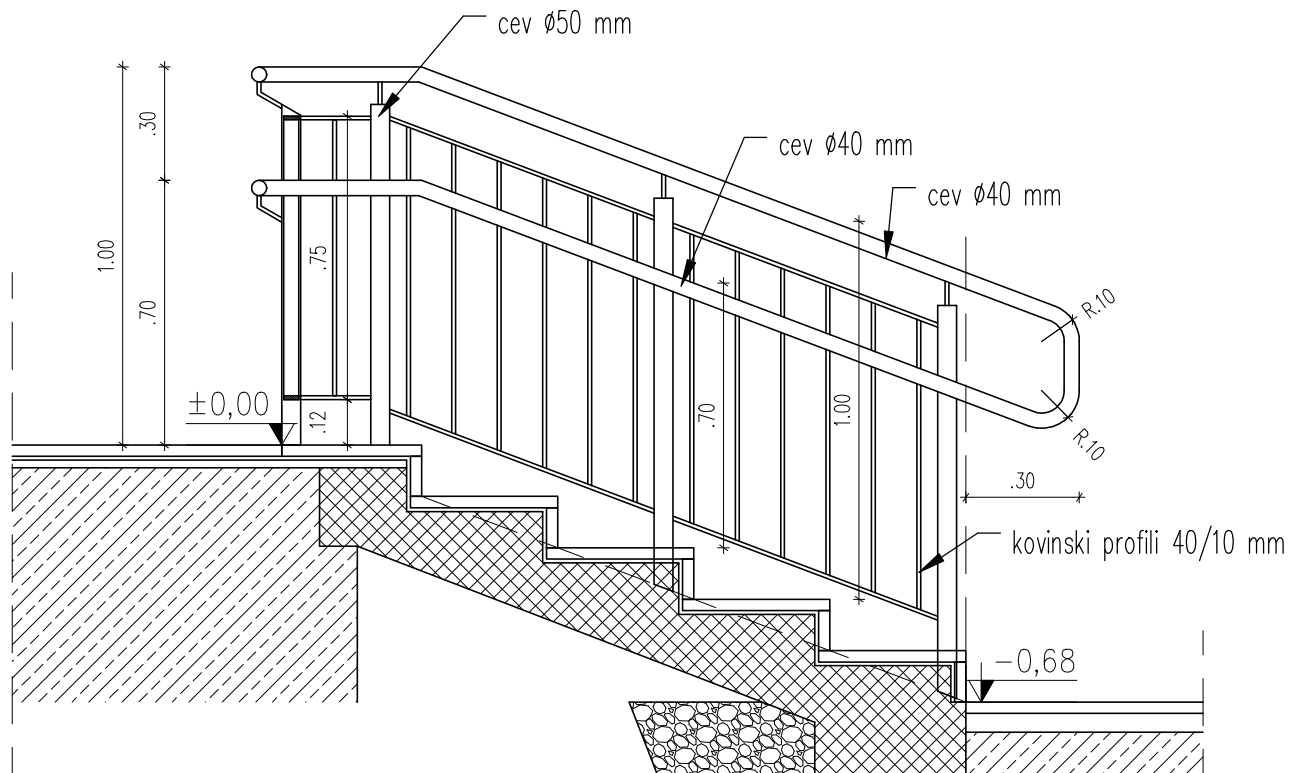 cev ø50 mm
cev ø40 mm
cev ø40 mm
.30
1.00
.70
.75
.12
±0,00
.70
1.00
R.10
R.10
.30
kovinski profili 40/10 mm
-0,68